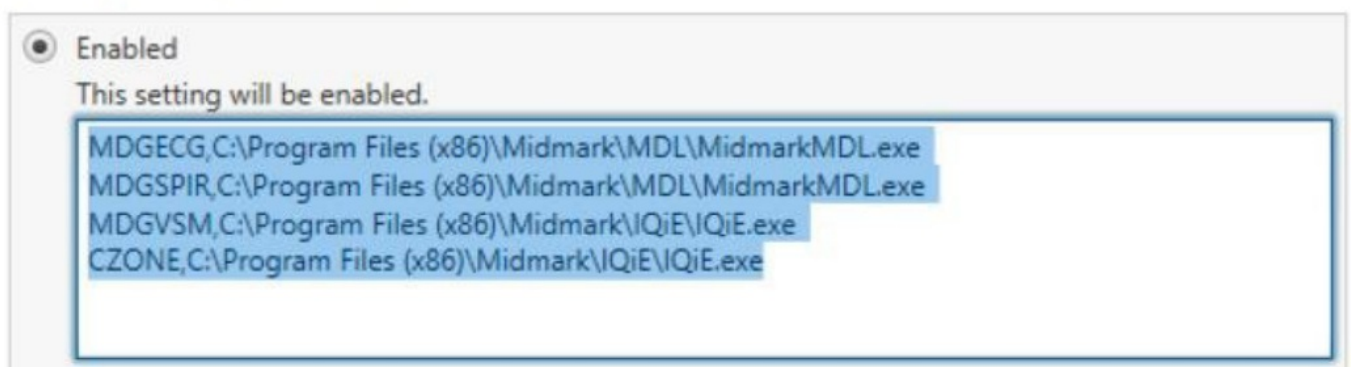 Enabled
This setting will be enabled.
MDGECG,C:\Program Files (x86)\Midmark\MDL\MidmarkMDL.exe
MDGSPIR,C:\Program Files (x86)\Midmark\MDL\MidmarkMDL.exe
MDGVSM,C:\Program Files (x86)\Midmark\IQiE\IQiE.exe
CZONE,C:\Program Files (x86)\Midmark\IQiE\IQiE.exe